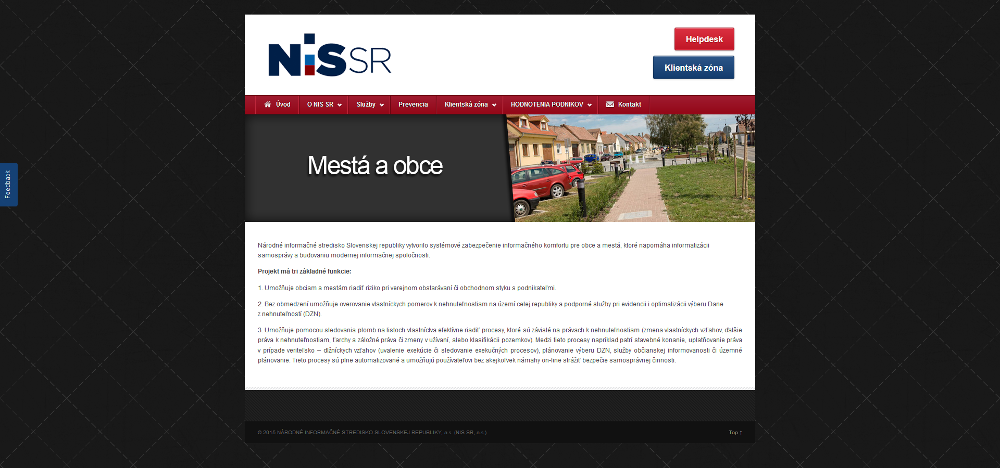 NiS SR
Helpdesk
Klientská zóna
Úvod
O NIS SR
Služby
Prevencia
Klientská zóna
HODNOTENIA PODNIKOV
Kontakt
Mestá a obce
Feedback
Národné informačné stredisko Slovenskej republiky vytvorilo systémové zabezpečenie informačného komfortu pre obce a mestá, ktoré napomáha informatizácii
samosprávy a budovaniu modernej informačnej spoločnosti.
Projekt má tri základné funkcie:
1. Umožňuje obciam a mestám riadiť riziko pri verejnom obstarávaní či obchodnom styku s podnikateľmi.
2. Bez obmedzení umožňuje overovanie vlastníckych pomerov k nehnuteľnostiam na území celej republiky a podporné služby pri evidencii i optimalizácii výberu Dane
z nehnuteľností (DZN).
3. Umožňuje pomocou sledovania plomb na listoch vlastníctva efektívne riadiť procesy, ktoré sú závislé na právach k nehnuteľnostiam (zmena vlastníckych vzťahov, ďalšie
práva k nehnuteľnostiam, ťarchy a záložné práva či zmeny v užívaní, alebo klasifikácii pozemkov). Medzi tieto procesy napríklad patrí stavebné konanie, uplatňovanie práva
v prípade veriteľsko – dlžníckych vzťahov (uvalenie exekúcie či sledovanie exekučných procesov), plánovanie výberu DZN, služby občianskej informovanosti či územné
plánovanie. Tieto procesy sú plne automatizované a umožňujú používateľovi bez akejkoľvek námahy on-line strážiť bezpečie samosprávnej činnosti.
© 2015 NÁRODNÉ INFORMAČNÉ STREDISKO SLOVENSKEJ REPUBLIKY, a.s. (NIS SR, a.s.)
Top ↑